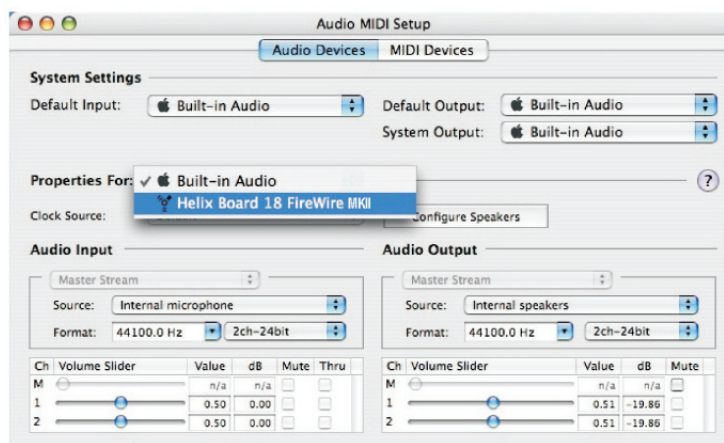 Audio MIDI Setup
Audio Devices MIDI Devices
System Settings
Default Input: Built-in Audio Default Output: Built-in Audio
System Output: Built-in Audio
Properties For: ✓ Built-in Audio ?
Helix Board 18 FireWire MKII
Clock Source: Configure Speakers
Audio Input Audio Output
Master Stream Master Stream
Source: Internal microphone Source: Internal speakers
Format: 44100.0 Hz 2ch-24bit Format: 44100.0 Hz 2ch-24bit
Ch Volume Slider Value dB Mute Thru Ch Volume Slider Value dB Mute
M n/a n/a M n/a n/a
1 0.50 0.00 1 0.51 -19.86
2 0.50 0.00 2 0.51 -19.86